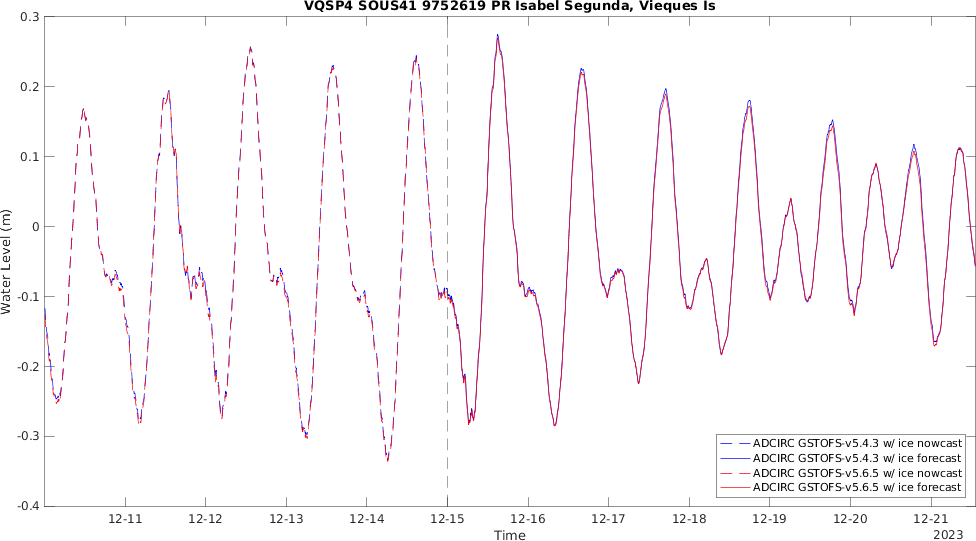 VQSP4 SOUS41 9752619 PR Isabel Segunda, Vieques Is
0.3
0.2
0.1
0
-0.1
-0.2
-0.3
-0.4
Water Level (m)
ADCIRC GSTOFS-v5.4.3 w/ ice nowcast
ADCIRC GSTOFS-v5.4.3 w/ ice forecast
ADCIRC GSTOFS-v5.6.5 w/ ice nowcast
ADCIRC GSTOFS-v5.6.5 w/ ice forecast
12-11 12-12 12-13 12-14 12-15 12-16 12-17 12-18 12-19 12-20 12-21
Time
2023